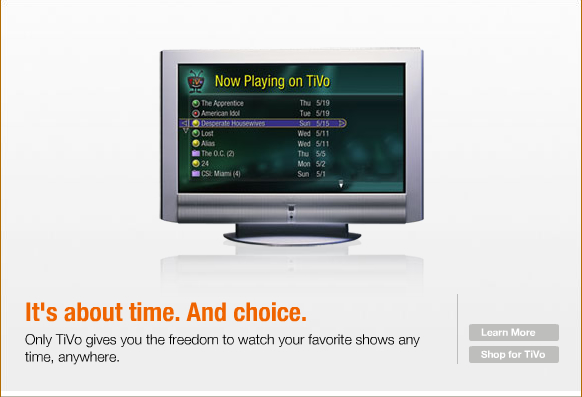 Now Playing on TiVo
The Apprentice Thu 5/19
American Idol Tue 5/19
Desperate Housewives Sun 5/15
Lost Wed 5/11
Alias Wed 5/11
The O.C. (2) Thu 5/5
24 Mon 5/2
CSI: Miami (4) Sun 5/1
It's about time. And choice.
Only TiVo gives you the freedom to watch your favorite shows any
time, anywhere.
Learn More
Shop for TiVo